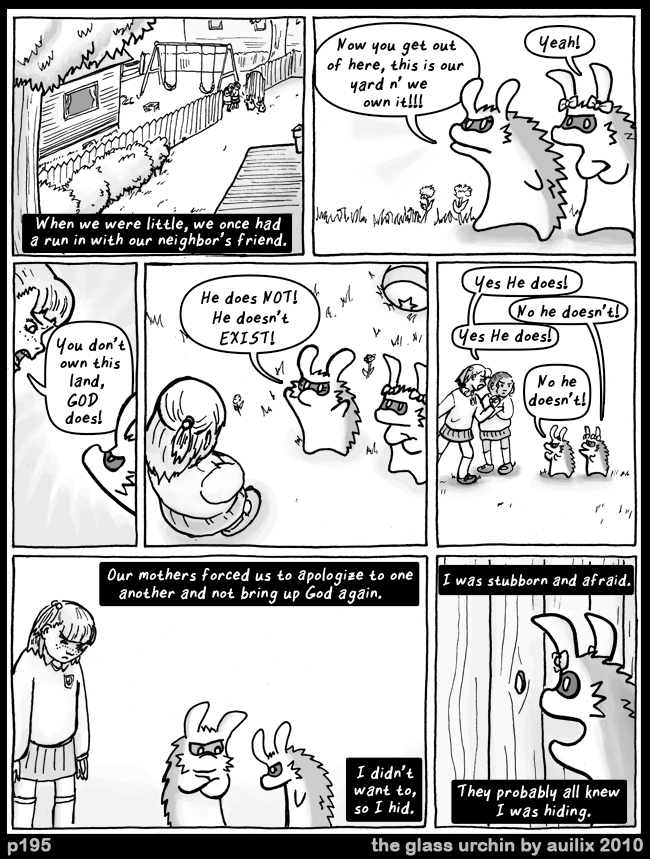 When we were little, we once had
a run in with our neighbor's friend.
Now you get out
of here, this is our
yard n' we
own it!!!
Yeah!
You don't
own this
land,
GOD
does!
He does NOT!
He doesn't
EXIST!
Yes He does!
No he doesn't!
Yes He does!
No he
doesn't!
Our mothers forced us to apologize to one
another and not bring up God again.
I didn't
want to,
so I hid.
I was stubborn and afraid.
They probably all knew
I was hiding.
p195
the glass urchin by auilix 2010